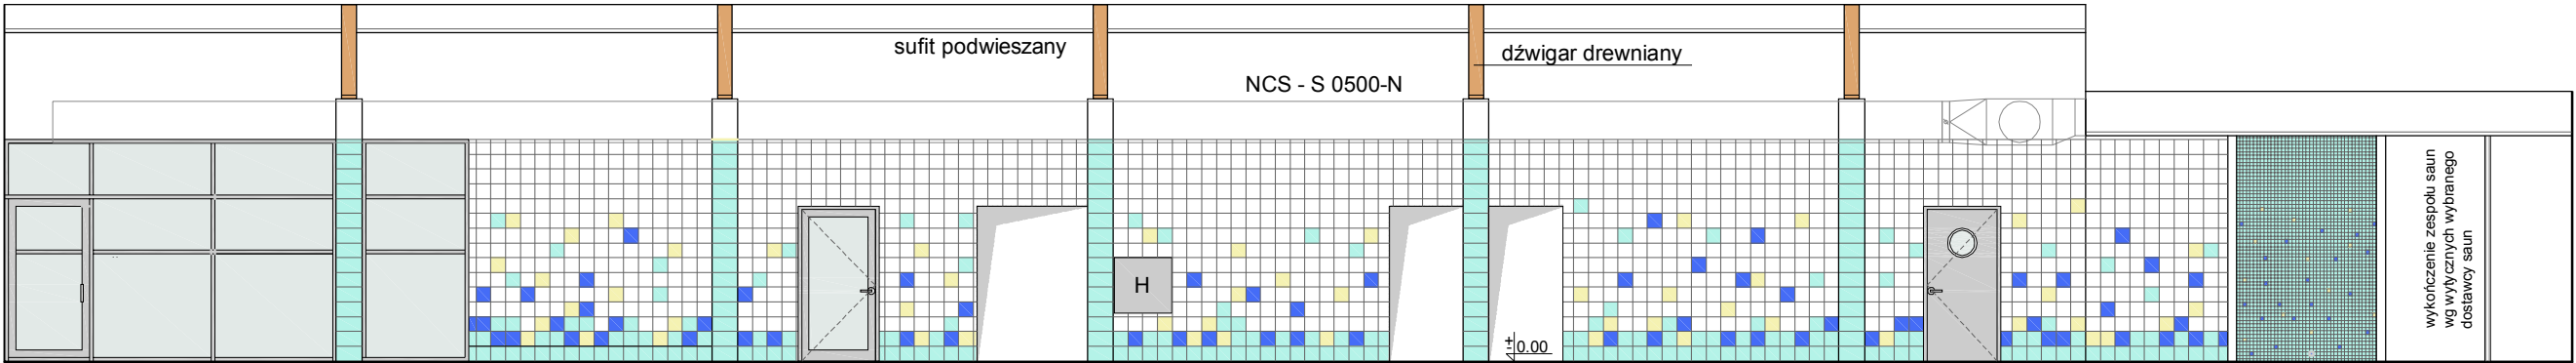 sufit podwieszany
dźwigar drewniany
NCS - S 0500-N
H
±0.00
wykończenie zespołu saun
wg wytycznych wybranego
dostawcy saun